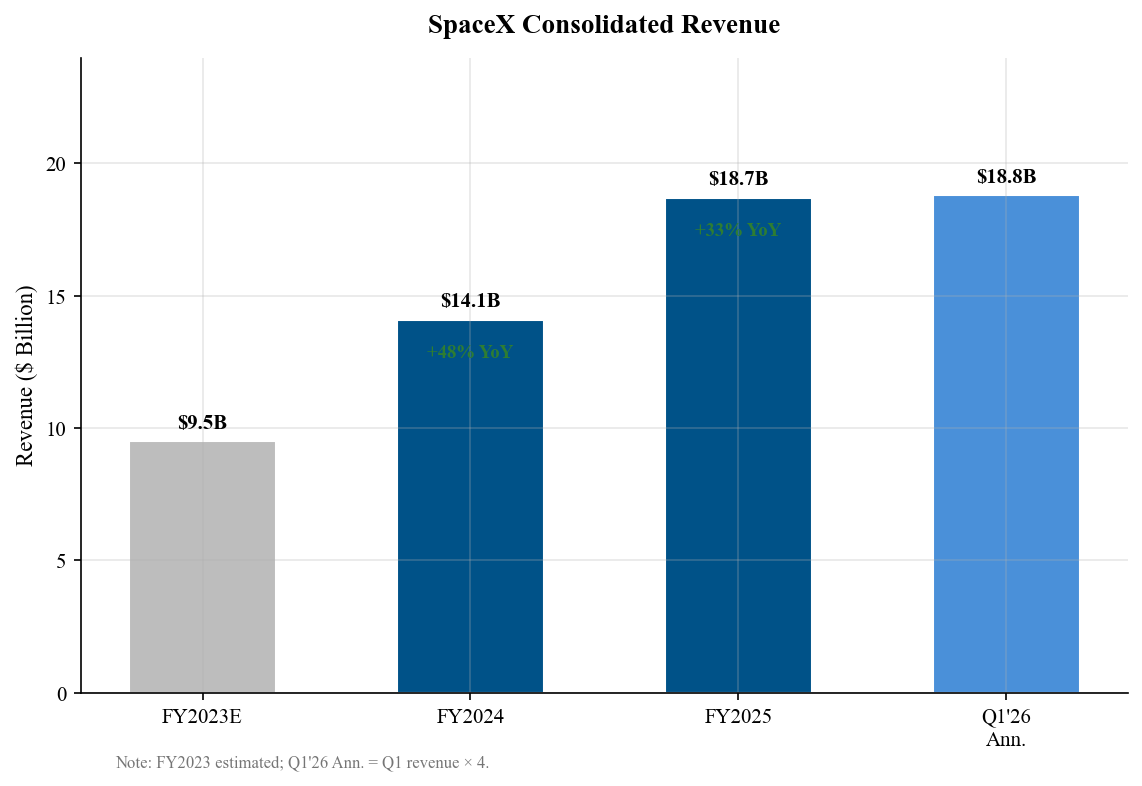 SpaceX Consolidated Revenue
Revenue ($ Billion)
20
15
10
5
0
$9.5B
$14.1B
+48% YoY
$18.7B
+33% YoY
$18.8B
FY2023E
FY2024
FY2025
Q1'26
Ann.
Note: FY2023 estimated; Q1'26 Ann. = Q1 revenue × 4.